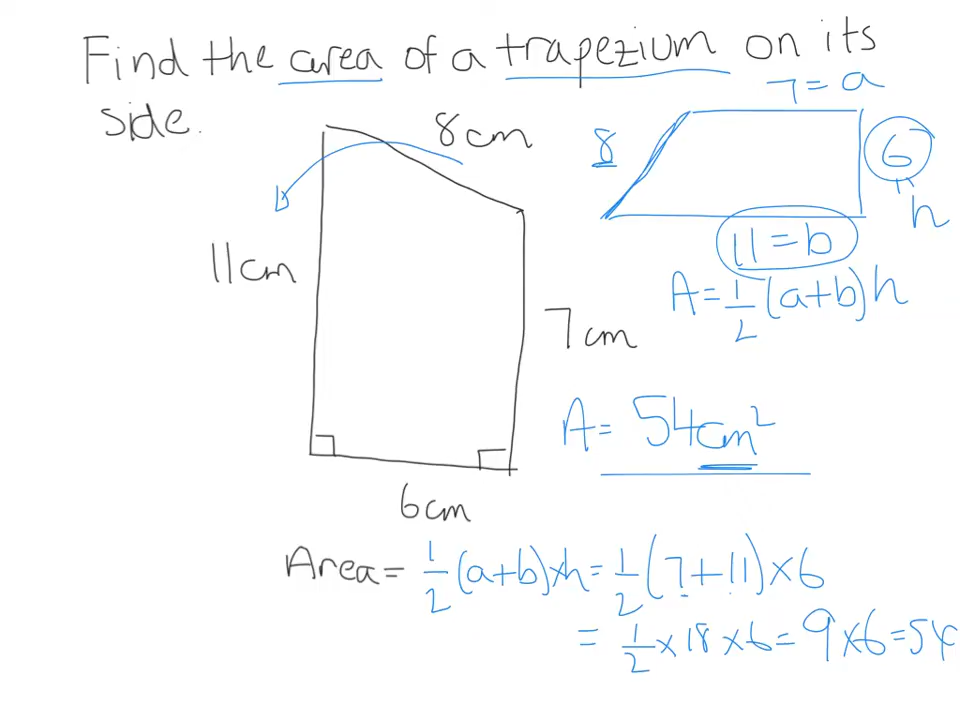 Find the area of a trapezium on its
side.
8cm
11cm
7cm
6cm
7 = a
8
6
h
11 = b
A = 1/2 (a+b)h
A = 54cm²
Area = 1/2 (a+b)xh = 1/2 (7+11) x 6
= 1/2 x 18 x 6 = 9 x 6 = 54